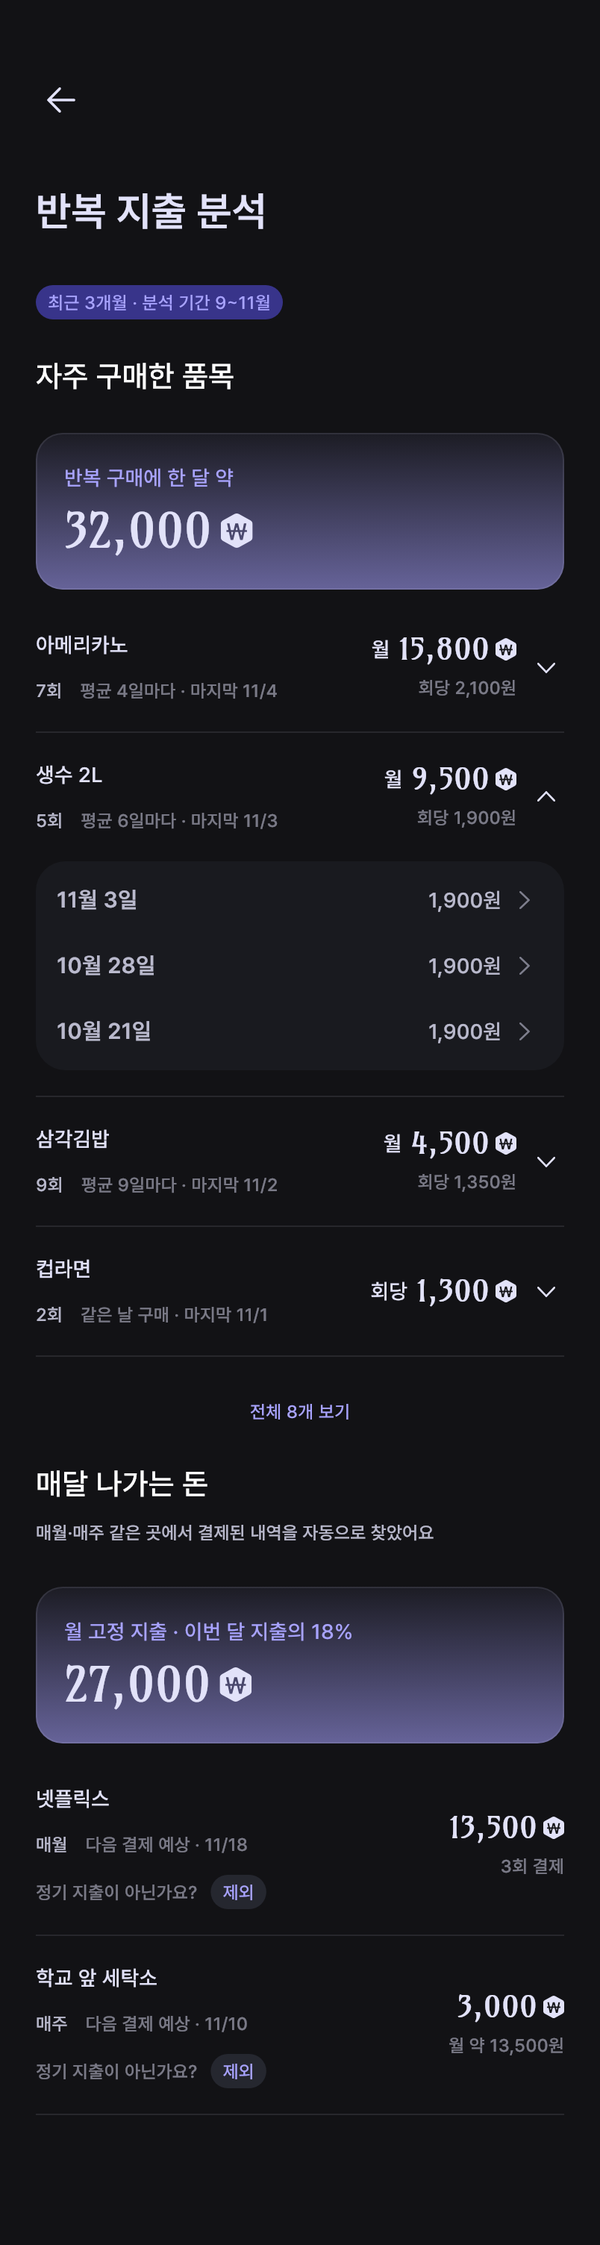 반복 지출 분석
최근 3개월 · 분석 기간 9~11월
자주 구매한 품목
반복 구매에 한 달 약
32,000 ₩
아메리카노
월 15,800 ₩
7회 평균 4일마다 · 마지막 11/4
회당 2,100원
생수 2L
월 9,500 ₩
5회 평균 6일마다 · 마지막 11/3
회당 1,900원
11월 3일 1,900원
10월 28일 1,900원
10월 21일 1,900원
삼각김밥
월 4,500 ₩
9회 평균 9일마다 · 마지막 11/2
회당 1,350원
컵라면
회당 1,300 ₩
2회 같은 날 구매 · 마지막 11/1
전체 8개 보기
매달 나가는 돈
매월·매주 같은 곳에서 결제된 내역을 자동으로 찾았어요
월 고정 지출 · 이번 달 지출의 18%
27,000 ₩
넷플릭스
13,500 ₩
매월 다음 결제 예상 · 11/18
3회 결제
정기 지출이 아닌가요? 제외
학교 앞 세탁소
3,000 ₩
매주 다음 결제 예상 · 11/10
월 약 13,500원
정기 지출이 아닌가요? 제외